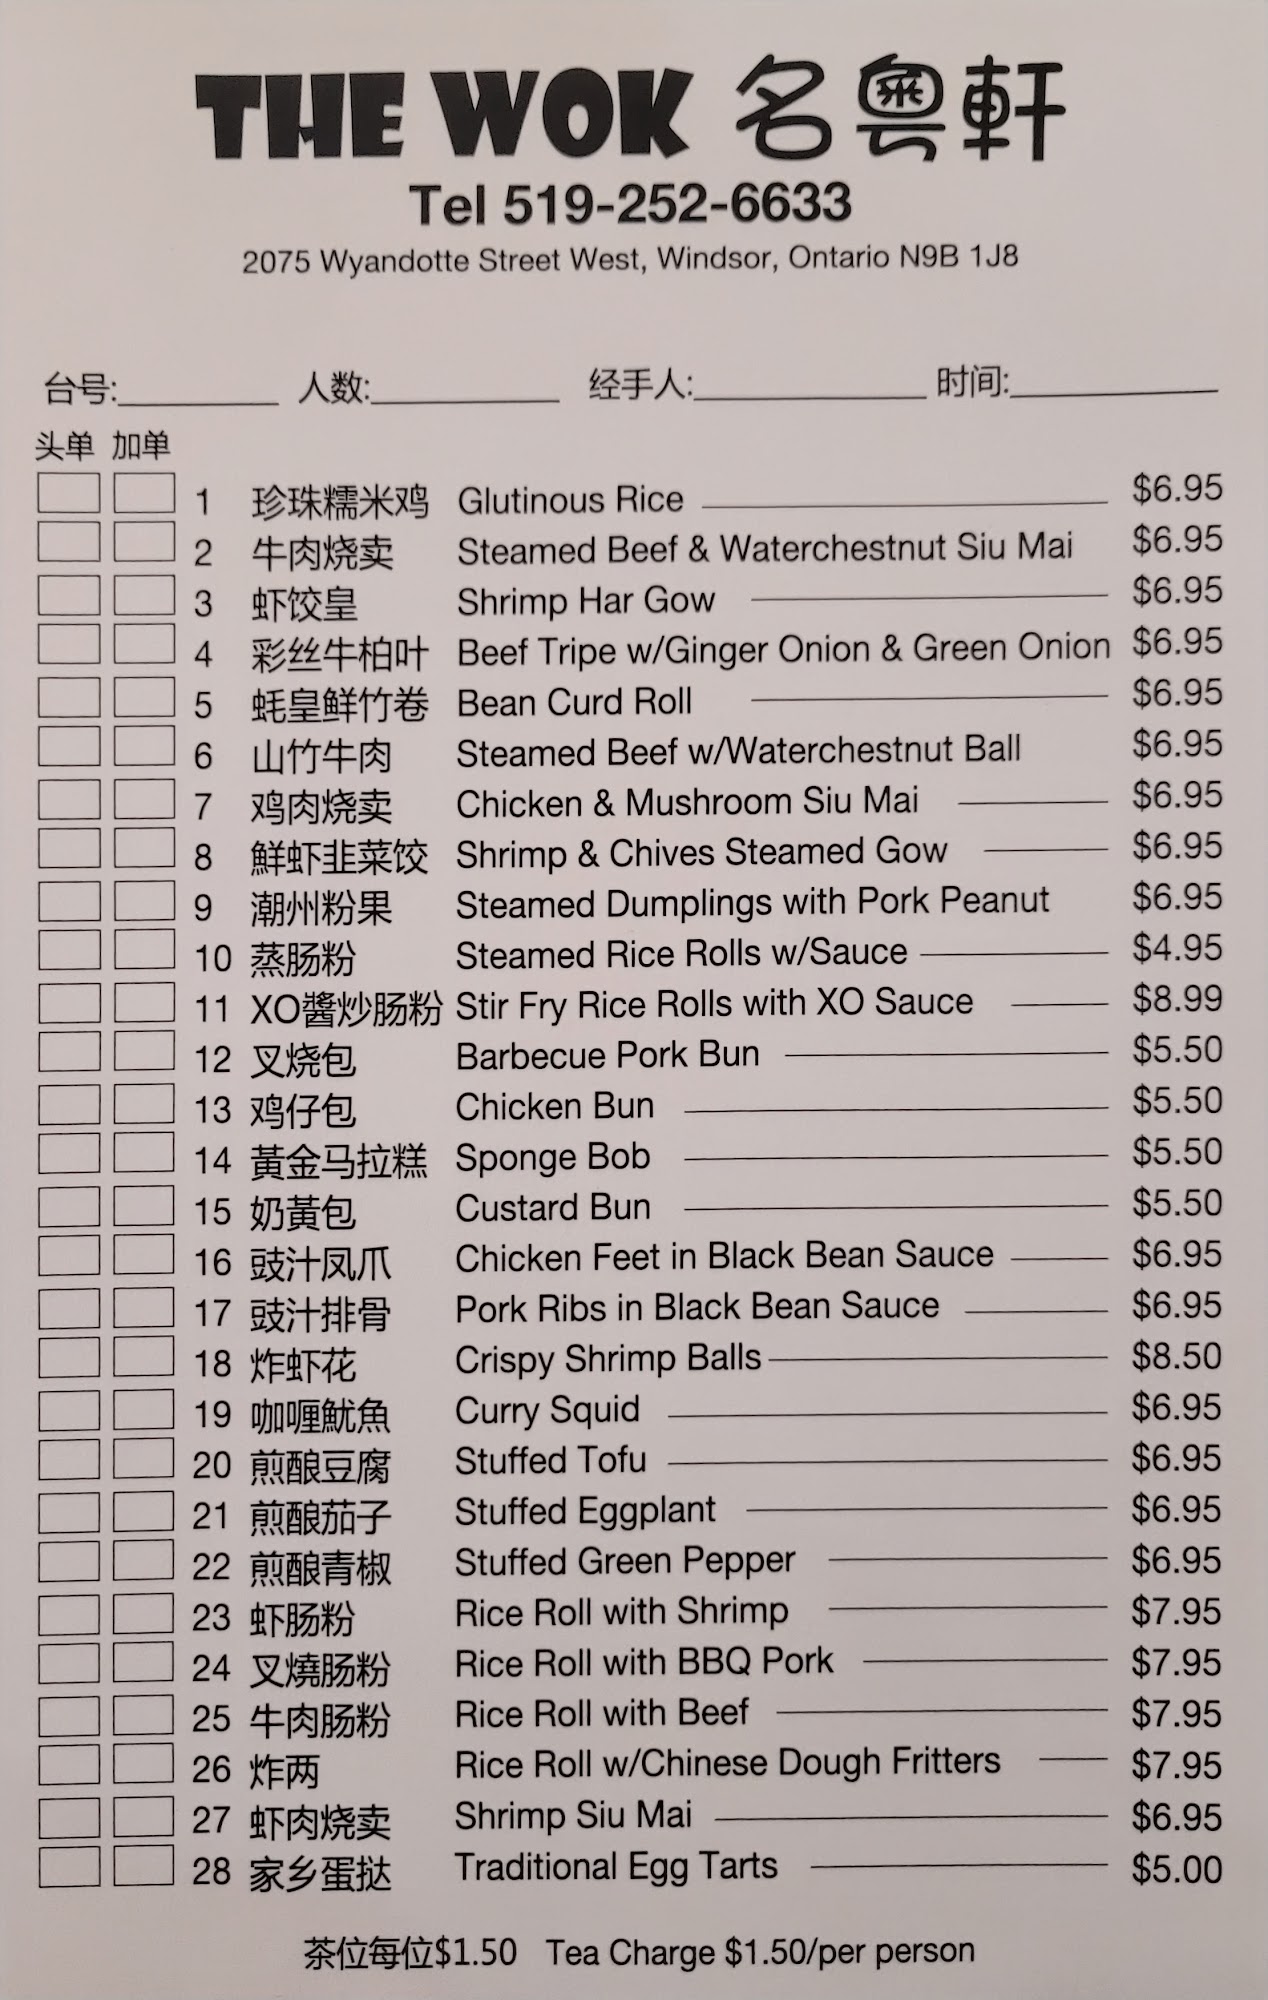 THE WOK 名粵軒
Tel 519-252-6633
2075 Wyandotte Street West, Windsor, Ontario N9B 1J8
台号:__________ 人数:__________ 经手人:__________ 时间:__________
头单 加单
1 珍珠糯米鸡 Glutinous Rice $6.95
2 牛肉烧卖 Steamed Beef & Waterchestnut Siu Mai $6.95
3 虾饺皇 Shrimp Har Gow $6.95
4 彩丝牛柏叶 Beef Tripe w/Ginger Onion & Green Onion $6.95
5 蚝皇鲜竹卷 Bean Curd Roll $6.95
6 山竹牛肉 Steamed Beef w/Waterchestnut Ball $6.95
7 鸡肉烧卖 Chicken & Mushroom Siu Mai $6.95
8 鮮虾韭菜饺 Shrimp & Chives Steamed Gow $6.95
9 潮州粉果 Steamed Dumplings with Pork Peanut $6.95
10 蒸肠粉 Steamed Rice Rolls w/Sauce $4.95
11 XO醬炒肠粉 Stir Fry Rice Rolls with XO Sauce $8.99
12 叉烧包 Barbecue Pork Bun $5.50
13 鸡仔包 Chicken Bun $5.50
14 黃金马拉糕 Sponge Bob $5.50
15 奶黃包 Custard Bun $5.50
16 豉汁凤爪 Chicken Feet in Black Bean Sauce $6.95
17 豉汁排骨 Pork Ribs in Black Bean Sauce $6.95
18 炸虾花 Crispy Shrimp Balls $8.50
19 咖喱魷魚 Curry Squid $6.95
20 煎酿豆腐 Stuffed Tofu $6.95
21 煎酿茄子 Stuffed Eggplant $6.95
22 煎酿青椒 Stuffed Green Pepper $6.95
23 虾肠粉 Rice Roll with Shrimp $7.95
24 叉燒肠粉 Rice Roll with BBQ Pork $7.95
25 牛肉肠粉 Rice Roll with Beef $7.95
26 炸两 Rice Roll w/Chinese Dough Fritters $7.95
27 虾肉烧卖 Shrimp Siu Mai $6.95
28 家乡蛋挞 Traditional Egg Tarts $5.00
茶位每位$1.50 Tea Charge $1.50/per person